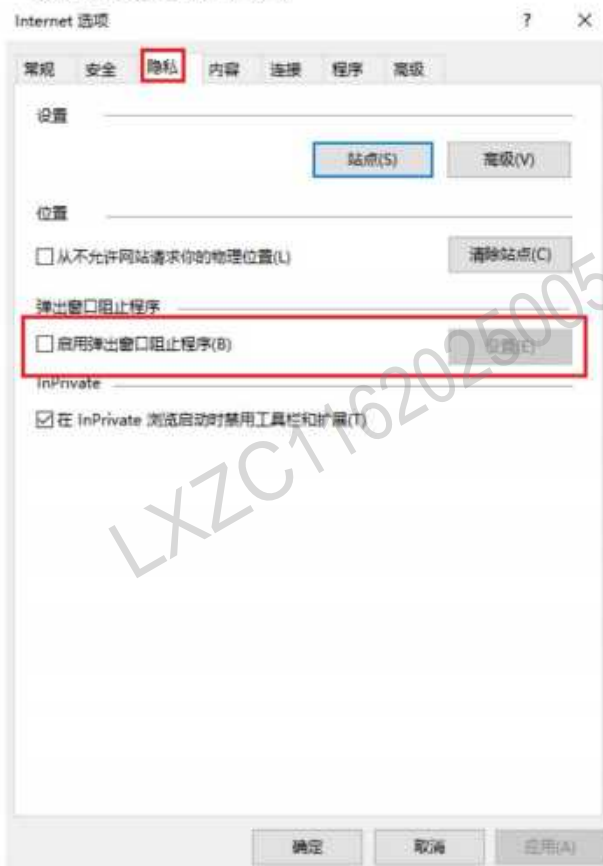 Internet 选项 ? ×
常规 安全 隐私 内容 连接 程序 高级
设置
站点(S) 高级(V)
位置
从不允许网站请求你的物理位置(L) 清除站点(C)
弹出窗口阻止程序
启用弹出窗口阻止程序(B) 设置(E)
InPrivate
在 InPrivate 浏览启动时禁用工具栏和扩展(T)
LXZC1162025005
确定 取消 应用(A)